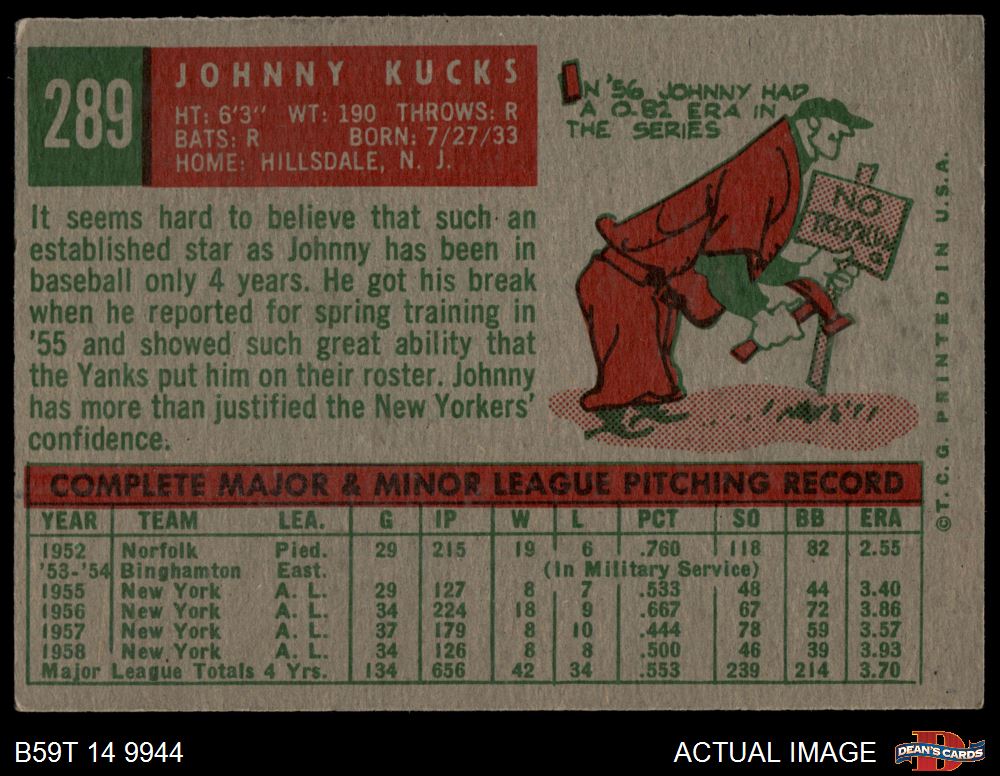 289
JOHNNY KUCKS
HT: 6'3" WT: 190 THROWS: R
BATS: R BORN: 7/27/33
HOME: HILLSDALE, N. J.
IN '56 JOHNNY HAD
A 0.82 ERA IN
THE SERIES
NO
It seems hard to believe that such an
established star as Johnny has been in
baseball only 4 years. He got his break
when he reported for spring training in
'55 and showed such great ability that
the Yanks put him on their roster. Johnny
has more than justified the New Yorkers'
confidence.
©T. C. G. PRINTED IN U.S.A.
COMPLETE MAJOR & MINOR LEAGUE PITCHING RECORD
YEAR TEAM LEA. G IP W L PCT SO BB ERA
1952 Norfolk Pied. 29 215 19 6 .760 118 82 2.55
'53-'54 Binghamton East. (In Military Service)
1955 New York A. L. 29 127 8 7 .533 48 44 3.40
1956 New York A. L. 34 224 18 9 .667 67 72 3.86
1957 New York A. L. 37 179 8 10 .444 78 59 3.57
1958 New York A. L. 34 126 8 8 .500 46 39 3.93
Major League Totals 4 Yrs. 134 656 42 34 .553 239 214 3.70
B59T 14 9944
ACTUAL IMAGE
DEAN'S CARDS